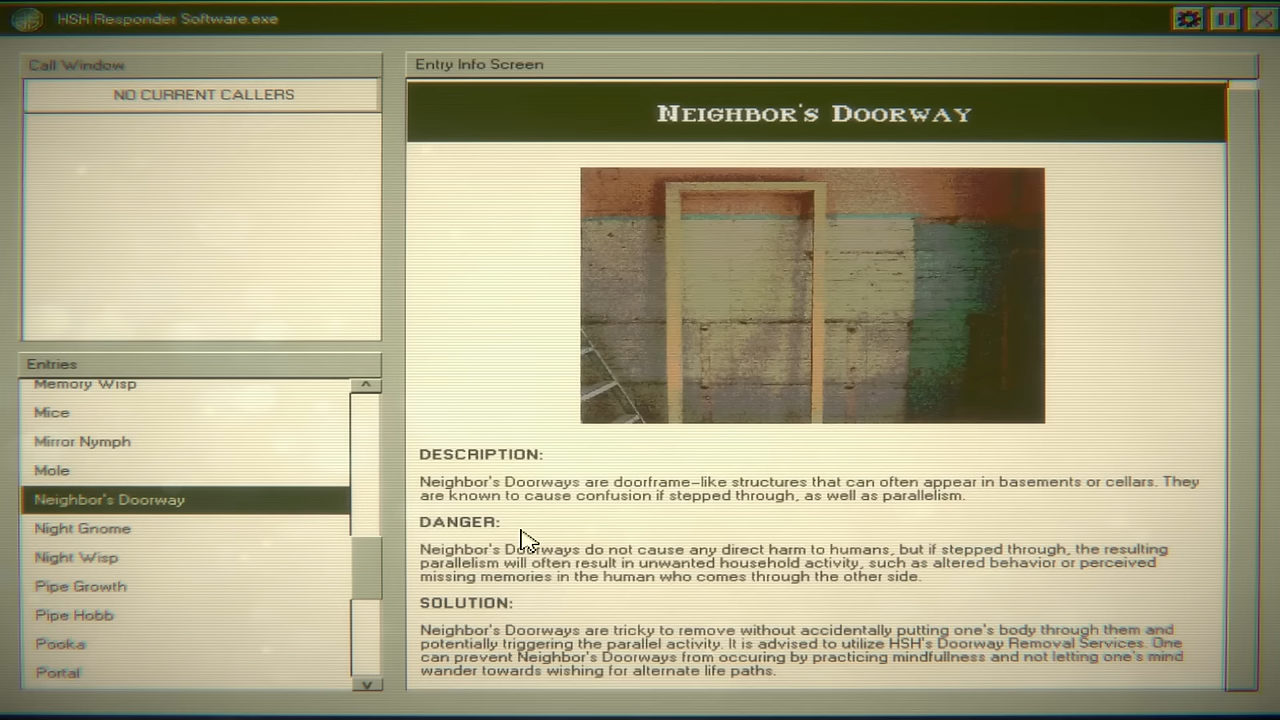 HSH Responder Software.exe
Call Window
NO CURRENT CALLERS
Entries
Memory Wisp
Mice
Mirror Nymph
Mole
Neighbor's Doorway
Night Gnome
Night Wisp
Pipe Growth
Pipe Hobb
Pooka
Portal
Entry Info Screen
NEIGHBOR'S DOORWAY
DESCRIPTION:
Neighbor's Doorways are doorframe-like structures that can often appear in basements or cellars. They
are known to cause confusion if stepped through, as well as parallelism.
DANGER:
Neighbor's Doorways do not cause any direct harm to humans, but if stepped through, the resulting
parallelism will often result in unwanted household activity, such as altered behavior or perceived
missing memories in the human who comes through the other side.
SOLUTION:
Neighbor's Doorways are tricky to remove without accidentally putting one's body through them and
potentially triggering the parallel activity. It is advised to utilize HSH's Doorway Removal Services. One
can prevent Neighbor's Doorways from occuring by practicing mindfullness and not letting one's mind
wander towards wishing for alternate life paths.